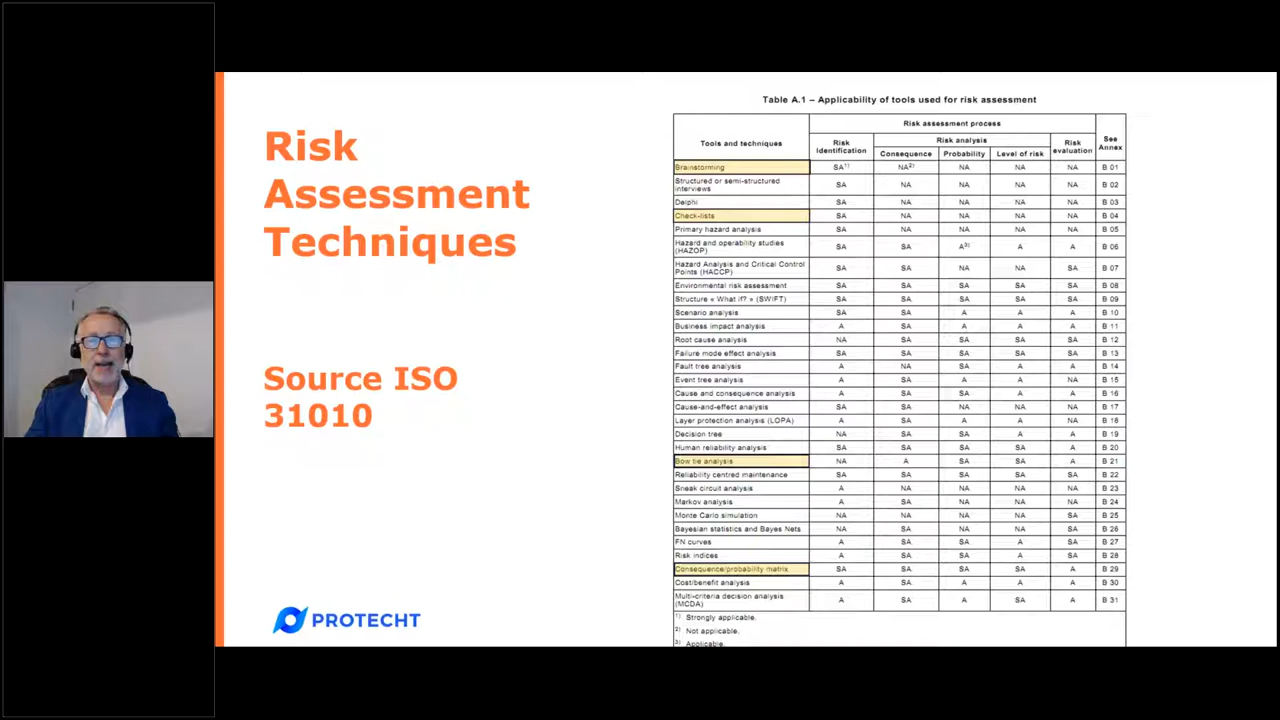 Risk
Assessment
Techniques
Source ISO
31010
PROTECHT
Table A.1 – Applicability of tools used for risk assessment
Tools and techniques
Risk assessment process
Risk Identification
Risk analysis
Consequence
Probability
Level of risk
Risk evaluation
See Annex
Brainstorming SA1) NA2) NA NA NA B 01
Structured or semi-structured interviews SA NA NA NA NA B 02
Delphi SA NA NA NA NA B 03
Check-lists SA NA NA NA NA B 04
Primary hazard analysis SA NA NA NA NA B 05
Hazard and operability studies (HAZOP) SA SA A3) A A B 06
Hazard Analysis and Critical Control Points (HACCP) SA SA NA NA SA B 07
Environmental risk assessment SA SA SA SA SA B 08
Structure « What if? » (SWIFT) SA SA SA SA SA B 09
Scenario analysis SA SA A A A B 10
Business impact analysis A SA A A A B 11
Root cause analysis NA SA SA SA SA B 12
Failure mode effect analysis SA SA SA SA SA B 13
Fault tree analysis A NA SA A A B 14
Event tree analysis A SA A A NA B 15
Cause and consequence analysis A SA SA A A B 16
Cause-and-effect analysis SA SA NA NA NA B 17
Layer protection analysis (LOPA) A SA A A NA B 18
Decision tree NA SA SA A A B 19
Human reliability analysis SA SA SA SA A B 20
Bow tie analysis NA A SA SA A B 21
Reliability centred maintenance SA SA SA SA SA B 22
Sneak circuit analysis A NA NA NA NA B 23
Markov analysis A SA NA NA NA B 24
Monte Carlo simulation NA NA NA NA SA B 25
Bayesian statistics and Bayes Nets NA SA NA NA SA B 26
FN curves A SA SA A SA B 27
Risk indices A SA SA A SA B 28
Consequence/probability matrix SA SA SA SA A B 29
Cost/benefit analysis A SA A A A B 30
Multi-criteria decision analysis (MCDA) A SA A SA A B 31
1) Strongly applicable.
2) Not applicable.
3) Applicable.